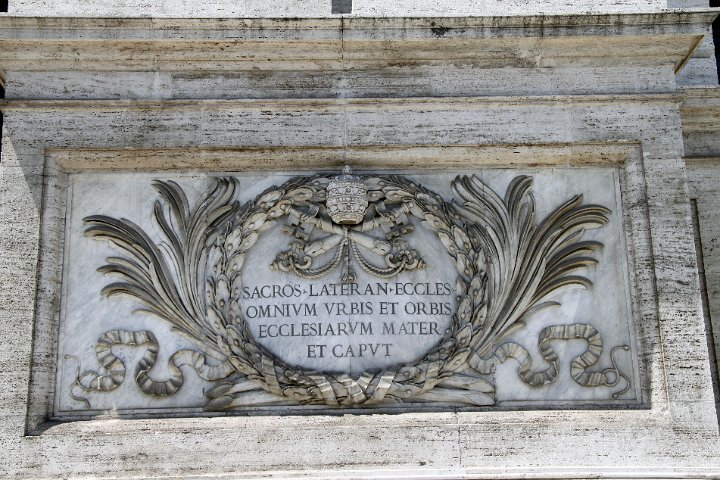 SACROS·LATERAN·ECCLES·
OMNIVM VRBIS ET ORBIS
ECCLESIARVM MATER
ET CAPVT